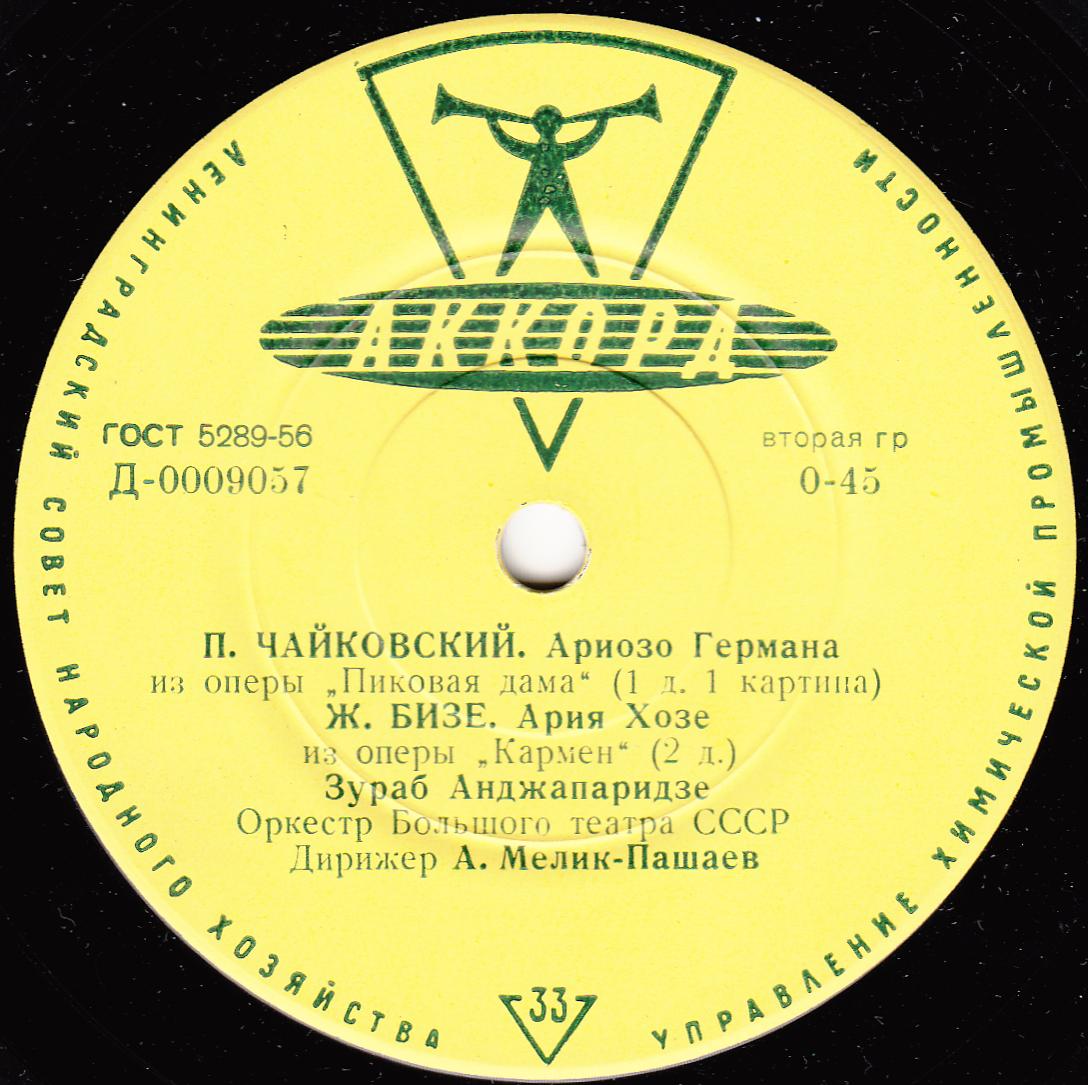 ЛЕНИНГРАДСКИЙ СОВЕТ НАРОДНОГО ХОЗЯЙСТВА
УПРАВЛЕНИЕ ХИМИЧЕСКОЙ ПРОМЫШЛЕННОСТИ
АККОРД
ГОСТ 5289-56
Д-0009057
вторая гр
0-45
П. ЧАЙКОВСКИЙ. Ариозо Германа
из оперы „Пиковая дама“ (1 д. 1 картина)
Ж. БИЗЕ. Ария Хозе
из оперы „Кармен“ (2 д.)
Зураб Анджапаридзе
Оркестр Большого театра СССР
Дирижер А. Мелик-Пашаев
33